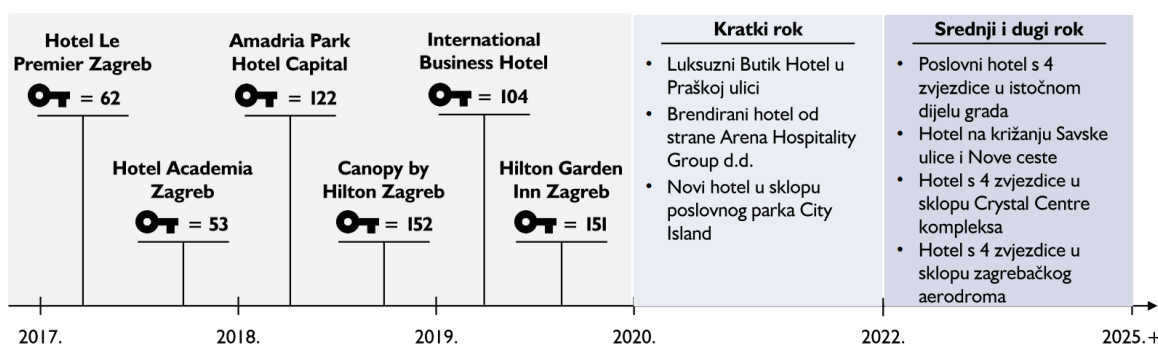 Hotel Le
Premier Zagreb
= 62
Hotel Academia
Zagreb
= 53
Amadria Park
Hotel Capital
= 122
Canopy by
Hilton Zagreb
= 152
International
Business Hotel
= 104
Hilton Garden
Inn Zagreb
= 151
Kratki rok
• Luksuzni Butik Hotel u
Praškoj ulici
• Brendirani hotel od
strane Arena Hospitality
Group d.d.
• Novi hotel u sklopu
poslovnog parka City
Island
Srednji i dugi rok
• Poslovni hotel s 4
zvjezdice u istočnom
dijelu grada
• Hotel na križanju Savske
ulice i Nove ceste
• Hotel s 4 zvjezdice u
sklopu Crystal Centre
kompleksa
• Hotel s 4 zvjezdice u
sklopu zagrebačkog
aerodroma
2017.
2018.
2019.
2020.
2022.
2025.+